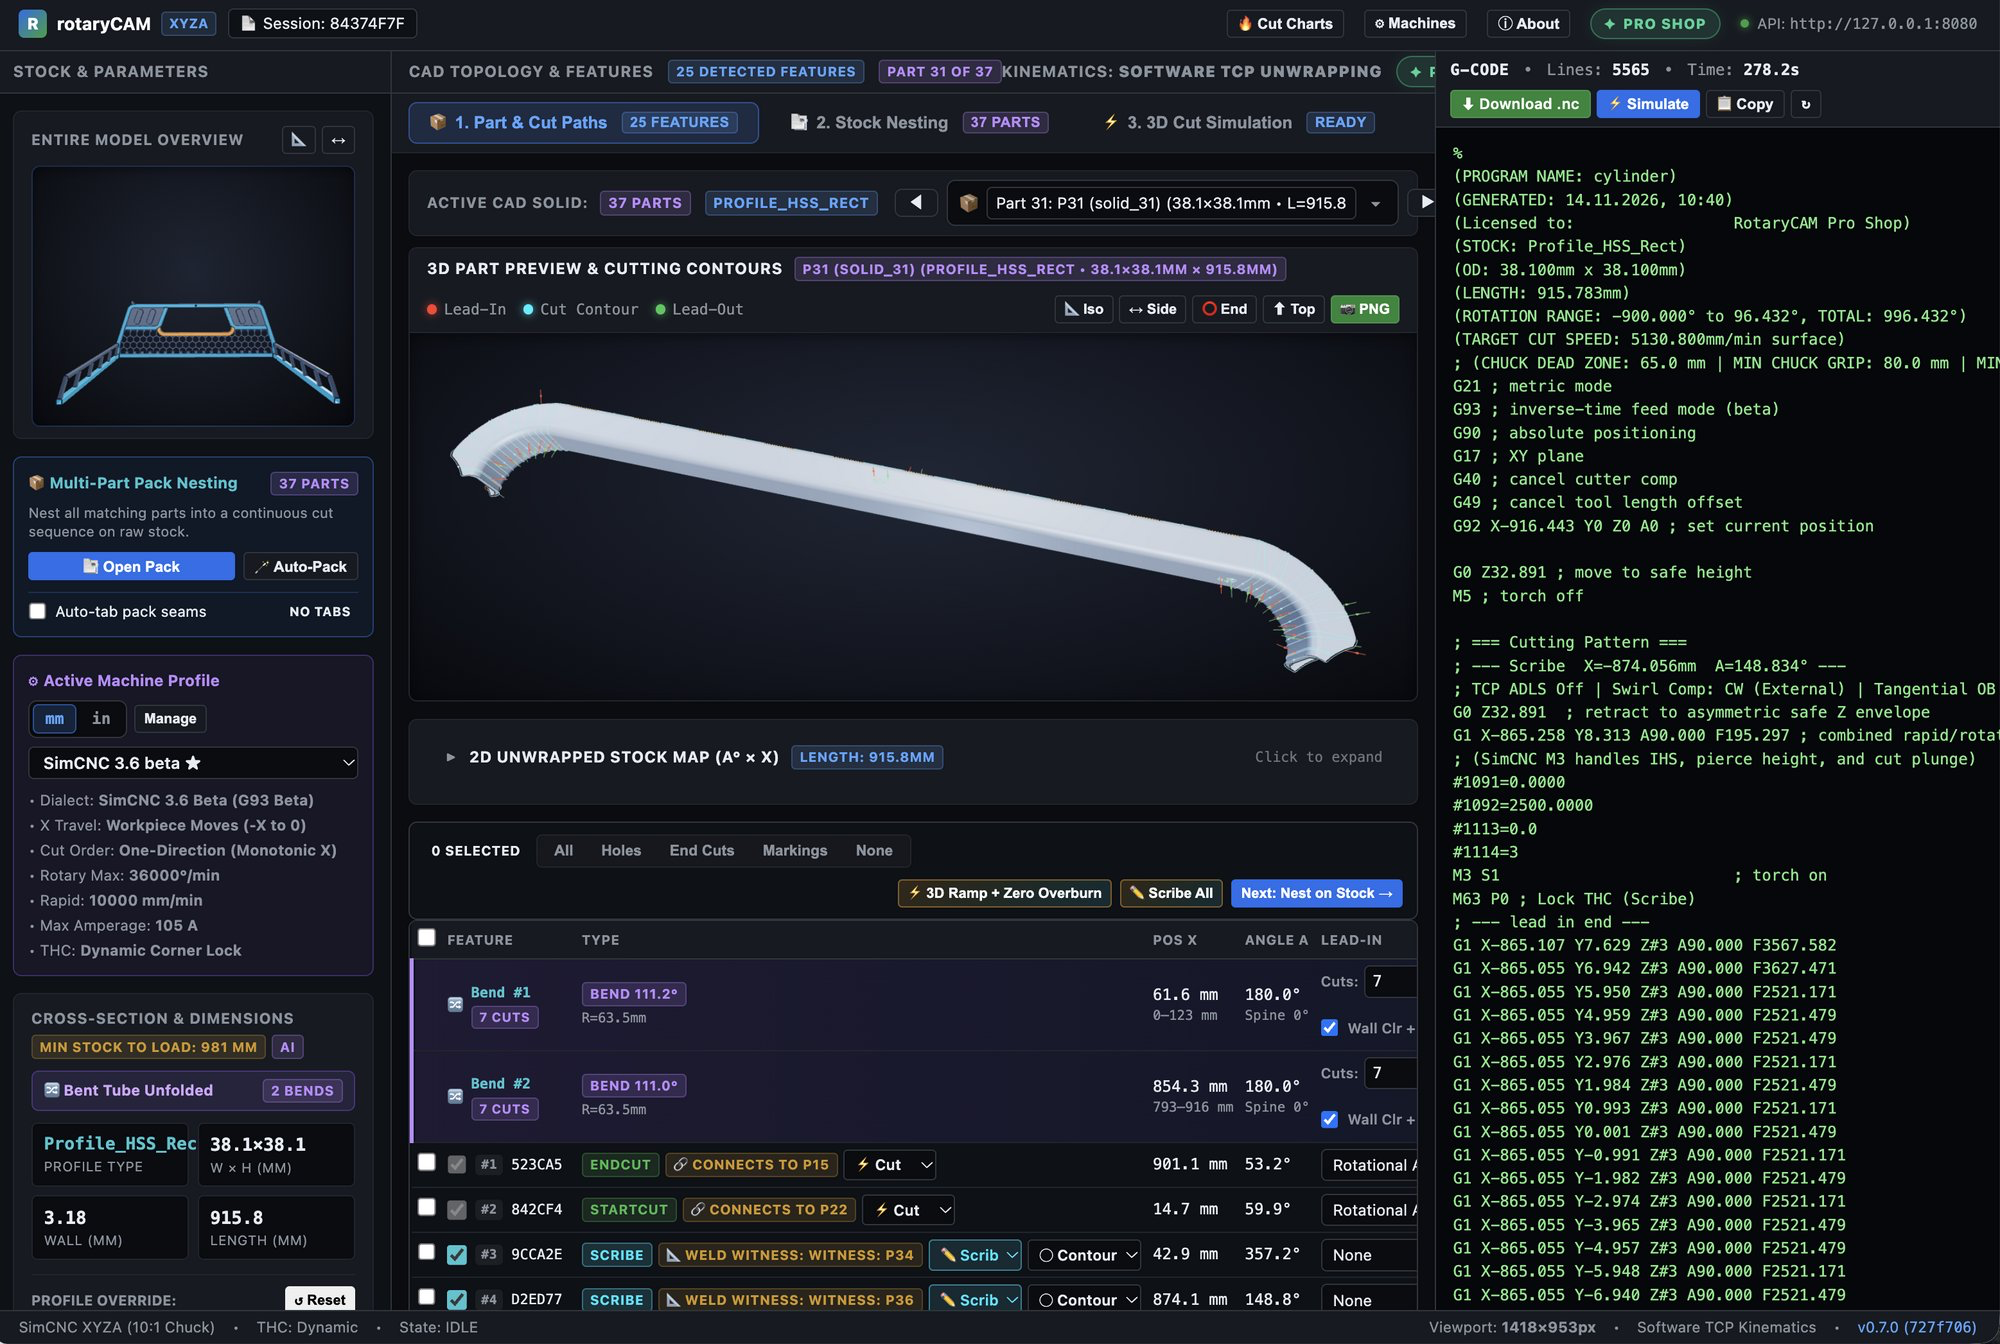 R rotaryCAM XYZA Session: 84374F7F Cut Charts Machines About PRO SHOP API: http://127.0.0.1:8080
STOCK & PARAMETERS
ENTIRE MODEL OVERVIEW
Multi-Part Pack Nesting 37 PARTS
Nest all matching parts into a continuous cut
sequence on raw stock.
Open Pack Auto-Pack
Auto-tab pack seams NO TABS
Active Machine Profile
mm in Manage
SimCNC 3.6 beta ★
• Dialect: SimCNC 3.6 Beta (G93 Beta)
• X Travel: Workpiece Moves (-X to 0)
• Cut Order: One-Direction (Monotonic X)
• Rotary Max: 36000°/min
• Rapid: 10000 mm/min
• Max Amperage: 105 A
• THC: Dynamic Corner Lock
CROSS-SECTION & DIMENSIONS
MIN STOCK TO LOAD: 981 MM AI
Bent Tube Unfolded 2 BENDS
Profile_HSS_Rec
PROFILE TYPE
38.1×38.1
W × H (MM)
3.18
WALL (MM)
915.8
LENGTH (MM)
PROFILE OVERRIDE: Reset
CAD TOPOLOGY & FEATURES 25 DETECTED FEATURES PART 31 OF 37 KINEMATICS: SOFTWARE TCP UNWRAPPING
1. Part & Cut Paths 25 FEATURES 2. Stock Nesting 37 PARTS 3. 3D Cut Simulation READY
ACTIVE CAD SOLID: 37 PARTS PROFILE_HSS_RECT Part 31: P31 (solid_31) (38.1×38.1mm • L=915.8
3D PART PREVIEW & CUTTING CONTOURS P31 (SOLID_31) (PROFILE_HSS_RECT • 38.1×38.1MM × 915.8MM)
Lead-In Cut Contour Lead-Out Iso Side End Top PNG
2D UNWRAPPED STOCK MAP (A° × X) LENGTH: 915.8MM Click to expand
0 SELECTED All Holes End Cuts Markings None
3D Ramp + Zero Overburn Scribe All Next: Nest on Stock →
FEATURE TYPE POS X ANGLE A LEAD-IN
Bend #1 BEND 111.2° 61.6 mm 180.0° Cuts: 7
7 CUTS R=63.5mm 0–123 mm Spine 0° Wall Clr +
Bend #2 BEND 111.0° 854.3 mm 180.0° Cuts: 7
7 CUTS R=63.5mm 793–916 mm Spine 0° Wall Clr +
#1 523CA5 ENDCUT CONNECTS TO P15 Cut 901.1 mm 53.2° Rotational
#2 842CF4 STARTCUT CONNECTS TO P22 Cut 14.7 mm 59.9° Rotational
#3 9CCA2E SCRIBE WELD WITNESS: WITNESS: P34 Scrib Contour 42.9 mm 357.2° None
#4 D2ED77 SCRIBE WELD WITNESS: WITNESS: P36 Scrib Contour 874.1 mm 148.8° None
G-CODE • Lines: 5565 • Time: 278.2s
Download .nc Simulate Copy ↻
%
(PROGRAM NAME: cylinder)
(GENERATED: 14.11.2026, 10:40)
(Licensed to: RotaryCAM Pro Shop)
(STOCK: Profile_HSS_Rect)
(OD: 38.100mm x 38.100mm)
(LENGTH: 915.783mm)
(ROTATION RANGE: -900.000° to 96.432°, TOTAL: 996.432°)
(TARGET CUT SPEED: 5130.800mm/min surface)
; (CHUCK DEAD ZONE: 65.0 mm | MIN CHUCK GRIP: 80.0 mm |
G21 ; metric mode
G93 ; inverse-time feed mode (beta)
G90 ; absolute positioning
G17 ; XY plane
G40 ; cancel cutter comp
G49 ; cancel tool length offset
G92 X-916.443 Y0 Z0 A0 ; set current position
G0 Z32.891 ; move to safe height
M5 ; torch off
; === Cutting Pattern ===
; --- Scribe X=-874.056mm A=148.834° ---
; TCP ADLS Off | Swirl Comp: CW (External) | Tangential OB
G0 Z32.891 ; retract to asymmetric safe Z envelope
G1 X-865.258 Y8.313 A90.000 F195.297 ; combined rapid/rotat
; (SimCNC M3 handles IHS, pierce height, and cut plunge)
#1091=0.0000
#1092=2500.0000
#1113=0.0
#1114=3
M3 S1 ; torch on
M63 P0 ; Lock THC (Scribe)
; --- lead in end ---
G1 X-865.107 Y7.629 Z#3 A90.000 F3567.582
G1 X-865.055 Y6.942 Z#3 A90.000 F3627.471
G1 X-865.055 Y5.950 Z#3 A90.000 F2521.171
G1 X-865.055 Y4.959 Z#3 A90.000 F2521.479
G1 X-865.055 Y3.967 Z#3 A90.000 F2521.479
G1 X-865.055 Y2.976 Z#3 A90.000 F2521.171
G1 X-865.055 Y1.984 Z#3 A90.000 F2521.479
G1 X-865.055 Y0.993 Z#3 A90.000 F2521.171
G1 X-865.055 Y0.001 Z#3 A90.000 F2521.479
G1 X-865.055 Y-0.991 Z#3 A90.000 F2521.171
G1 X-865.055 Y-1.982 Z#3 A90.000 F2521.479
G1 X-865.055 Y-2.974 Z#3 A90.000 F2521.171
G1 X-865.055 Y-3.965 Z#3 A90.000 F2521.479
G1 X-865.055 Y-4.957 Z#3 A90.000 F2521.479
G1 X-865.055 Y-5.948 Z#3 A90.000 F2521.171
G1 X-865.055 Y-6.940 Z#3 A90.000 F2521.479
SimCNC XYZA (10:1 Chuck) • THC: Dynamic • State: IDLE Viewport: 1418×953px • Software TCP Kinematics • v0.7.0 (727f706)